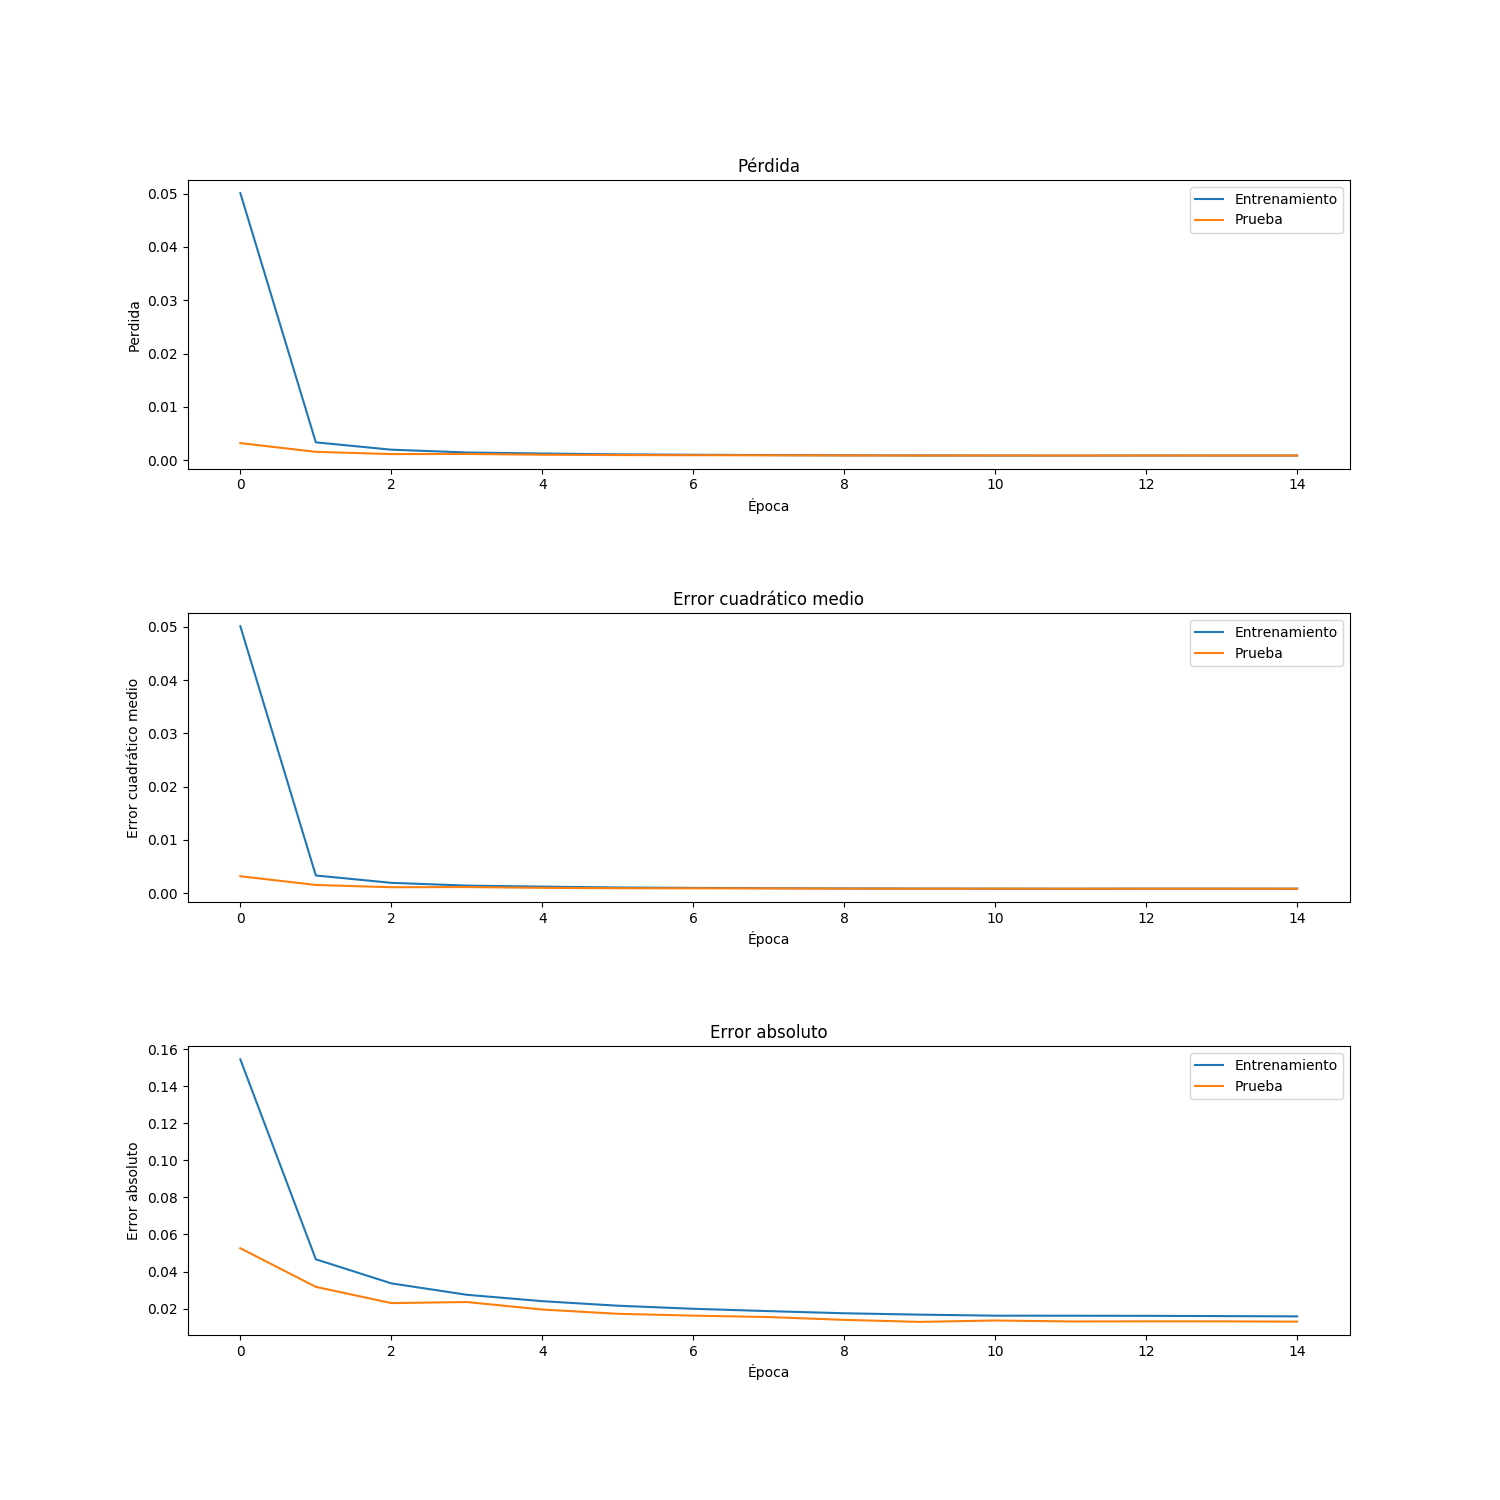 Pérdida
0.05
0.04
0.03
0.02
0.01
0.00
Perdida
Entrenamiento
Prueba
0 2 4 6 8 10 12 14
Época
Error cuadrático medio
0.05
0.04
0.03
0.02
0.01
0.00
Error cuadrático medio
Entrenamiento
Prueba
0 2 4 6 8 10 12 14
Época
Error absoluto
0.16
0.14
0.12
0.10
0.08
0.06
0.04
0.02
Error absoluto
Entrenamiento
Prueba
0 2 4 6 8 10 12 14
Época